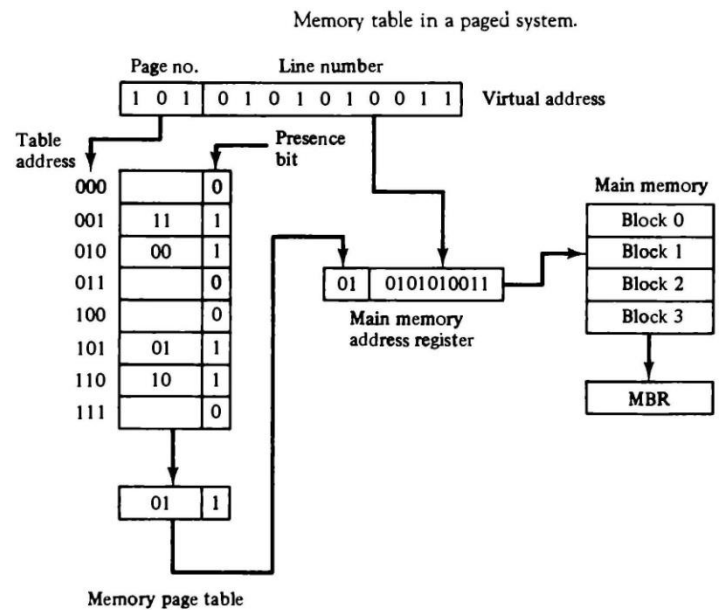 Memory table in a paged system.
Page no. Line number
1 0 1 0 1 0 1 0 1 0 0 1 1 Virtual address
Table
address
Presence
bit
000 0
001 11 1
010 00 1
011 0
100 0
101 01 1
110 10 1
111 0
01 1
Memory page table
01 0101010011
Main memory
address register
Main memory
Block 0
Block 1
Block 2
Block 3
MBR